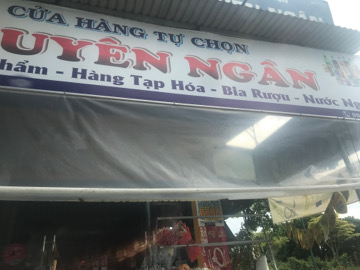 CỬA HÀNG TỰ CHỌN
UYÊN NGÂN
hẩm - Hàng Tạp Hóa - Bia Rượu - Nước N